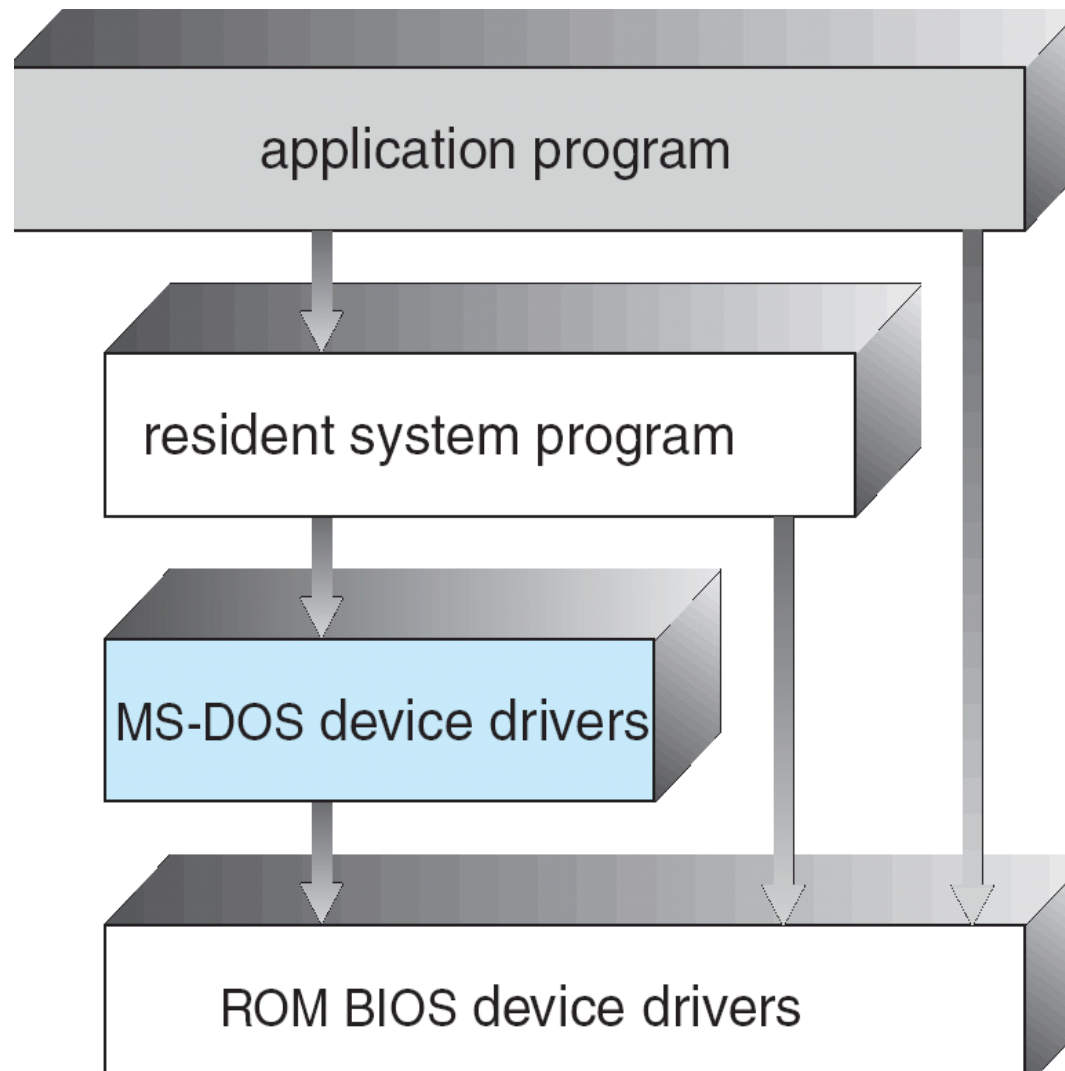 application program
resident system program
MS-DOS device drivers
ROM BIOS device drivers